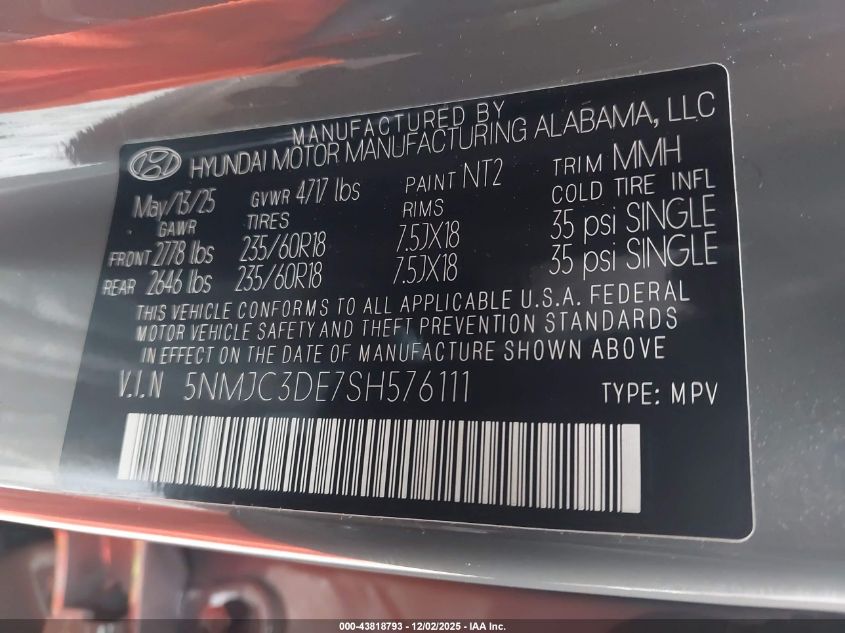 MANUFACTURED BY
HYUNDAI MOTOR MANUFACTURING ALABAMA, LLC
May/13/25 GVWR 4717 lbs PAINT NT2 TRIM MMH
GAWR TIRES RIMS COLD TIRE INFL
FRONT 2778 lbs 235/60R18 7.5JX18 35 psi SINGLE
REAR 2646 lbs 235/60R18 7.5JX18 35 psi SINGLE
THIS VEHICLE CONFORMS TO ALL APPLICABLE U.S.A. FEDERAL
MOTOR VEHICLE SAFETY AND THEFT PREVENTION STANDARDS
IN EFFECT ON THE DATE OF MANUFACTURE SHOWN ABOVE.
V.I.N 5NMJC3DE7SH576111 TYPE: MPV
000-43818793 - 12/02/2025 - IAA Inc.